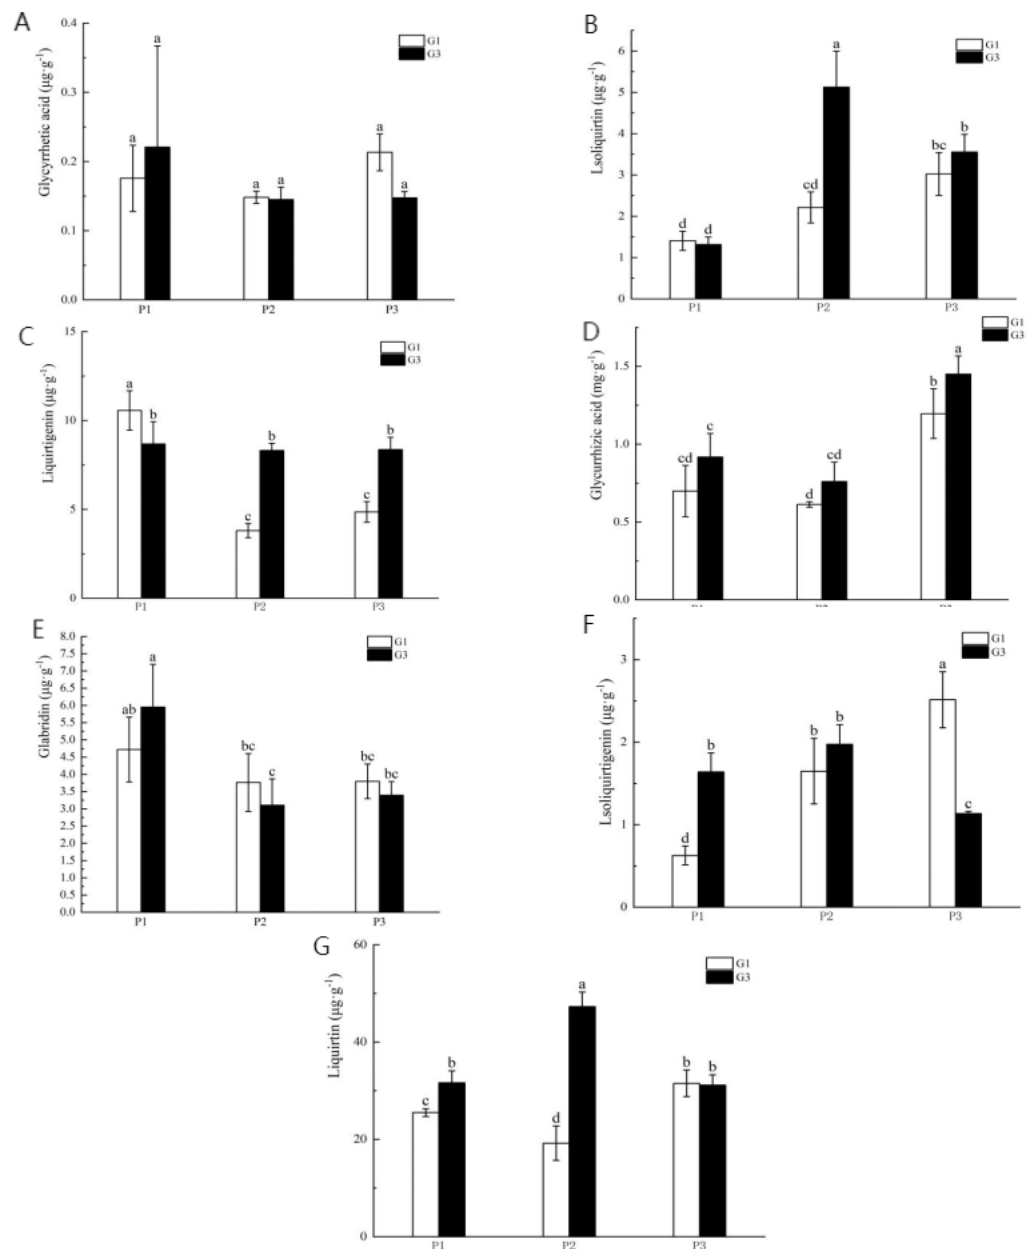 A
Glycyrrhetic acid (μg·g⁻¹)
0.4
0.3
0.2
0.1
0.0
G1
G3
a
a
a
a
a
a
P1
P2
P3
B
Lsoliquirtin (μg·g⁻¹)
6
5
4
3
2
1
0
G1
G3
d
d
cd
a
bc
b
P1
P2
P3
C
Liquirtigenin (μg·g⁻¹)
15
10
5
0
G1
G3
a
b
c
b
c
b
P1
P2
P3
D
Glycurrhizic acid (mg·g⁻¹)
1.5
1.0
0.5
0.0
G1
G3
cd
c
d
cd
b
a
E
Glabridin (μg·g⁻¹)
8.0
7.5
7.0
6.5
6.0
5.5
5.0
4.5
4.0
3.5
3.0
2.5
2.0
1.5
1.0
0.5
0.0
G1
G3
ab
a
bc
c
bc
bc
P1
P2
P3
F
Lsoliquirtigenin (μg·g⁻¹)
3
2
1
0
G1
G3
d
b
b
b
a
c
P1
P2
P3
G
Liquirtin (μg·g⁻¹)
60
40
20
0
G1
G3
c
b
d
a
b
b
P1
P2
P3